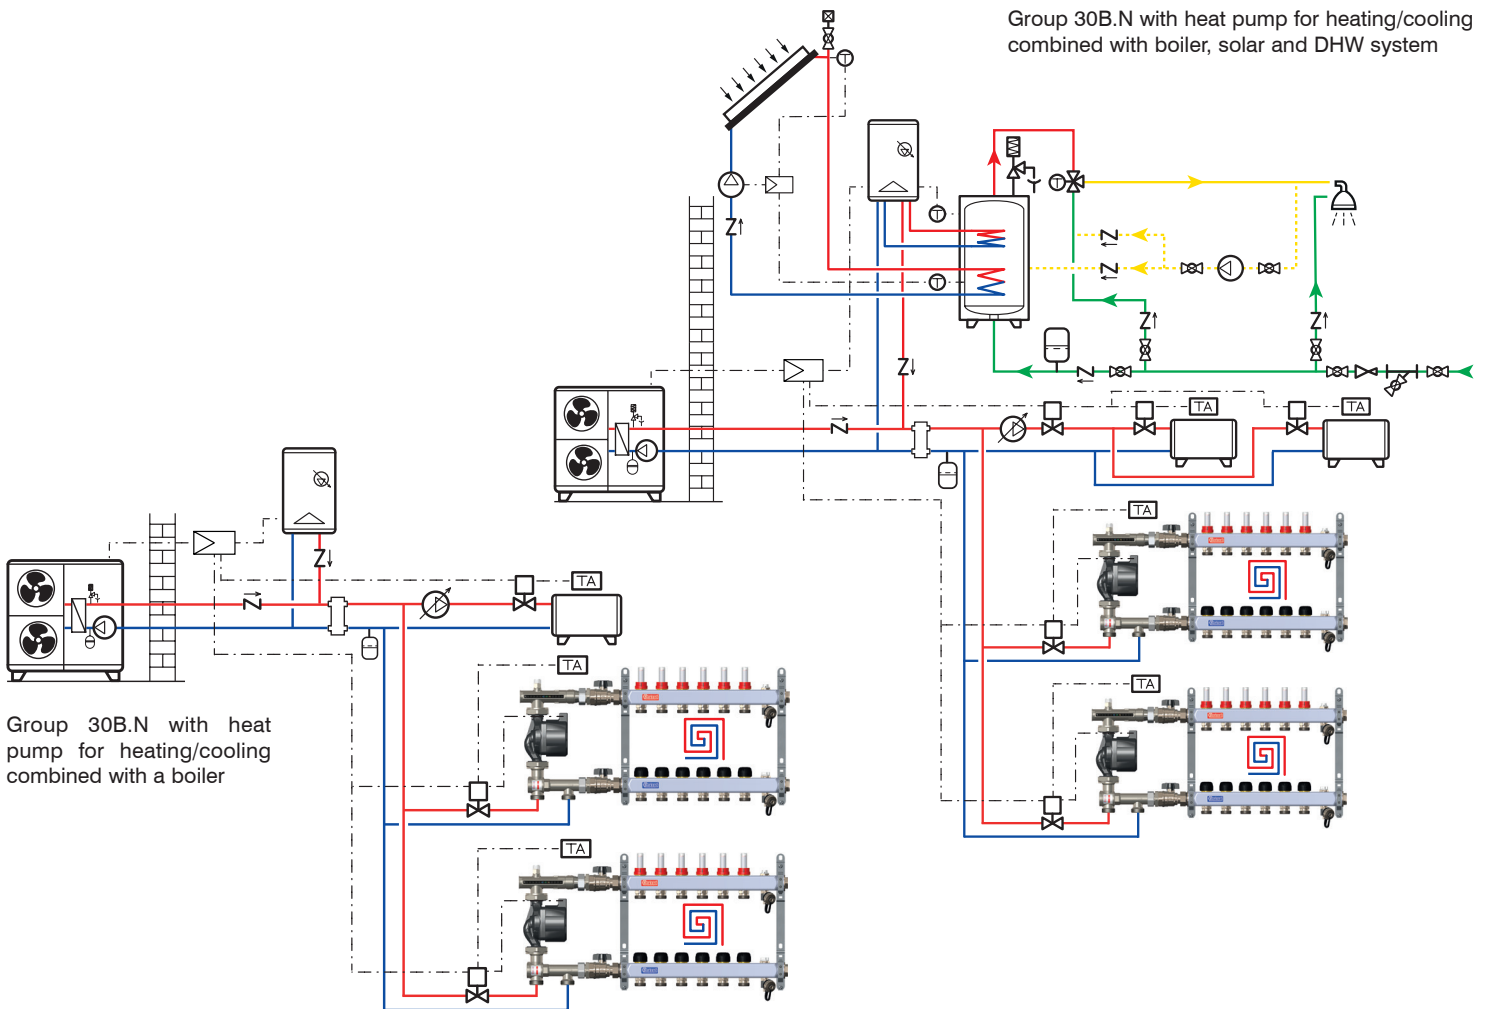 Group 30B.N with heat pump for heating/cooling
combined with boiler, solar and DHW system
T
T
T
T
TA
TA
TA
TA
TA
TA
TA
Group 30B.N with heat
pump for heating/cooling
combined with a boiler